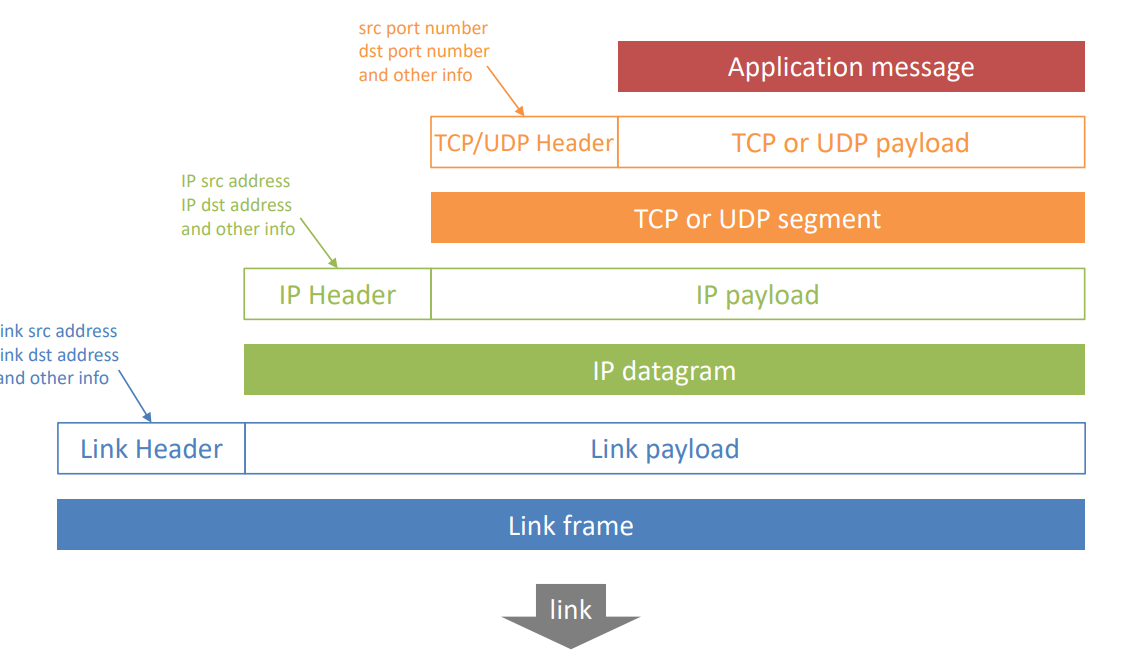 src port number
dst port number
and other info
Application message
TCP/UDP Header
TCP or UDP payload
IP src address
IP dst address
and other info
TCP or UDP segment
IP Header
IP payload
ink src address
ink dst address
and other info
IP datagram
Link Header
Link payload
Link frame
link